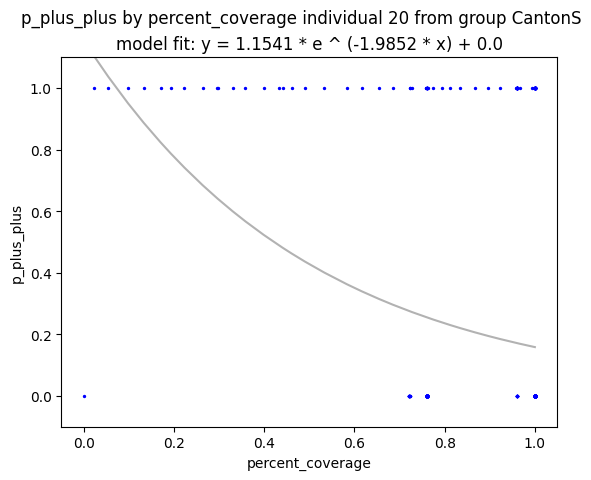 p_plus_plus by percent_coverage individual 20 from group CantonS
model fit: y = 1.1541 * e ^ (-1.9852 * x) + 0.0
1.0
0.8
0.6
0.4
0.2
0.0
p_plus_plus
0.0 0.2 0.4 0.6 0.8 1.0
percent_coverage